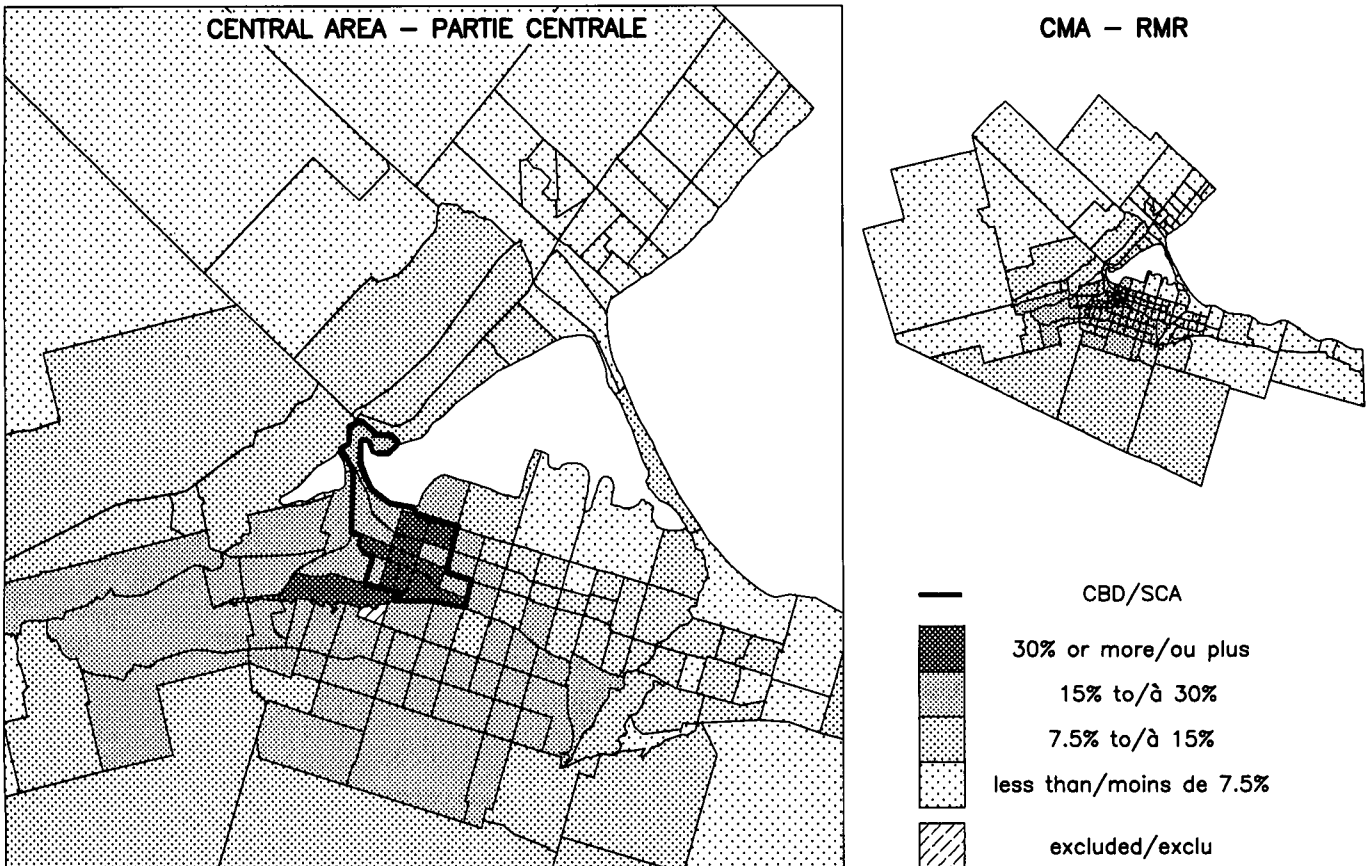 CENTRAL AREA – PARTIE CENTRALE
CMA – RMR
CBD/SCA
30% or more/ou plus
15% to/à 30%
7.5% to/à 15%
less than/moins de 7.5%
excluded/exclu